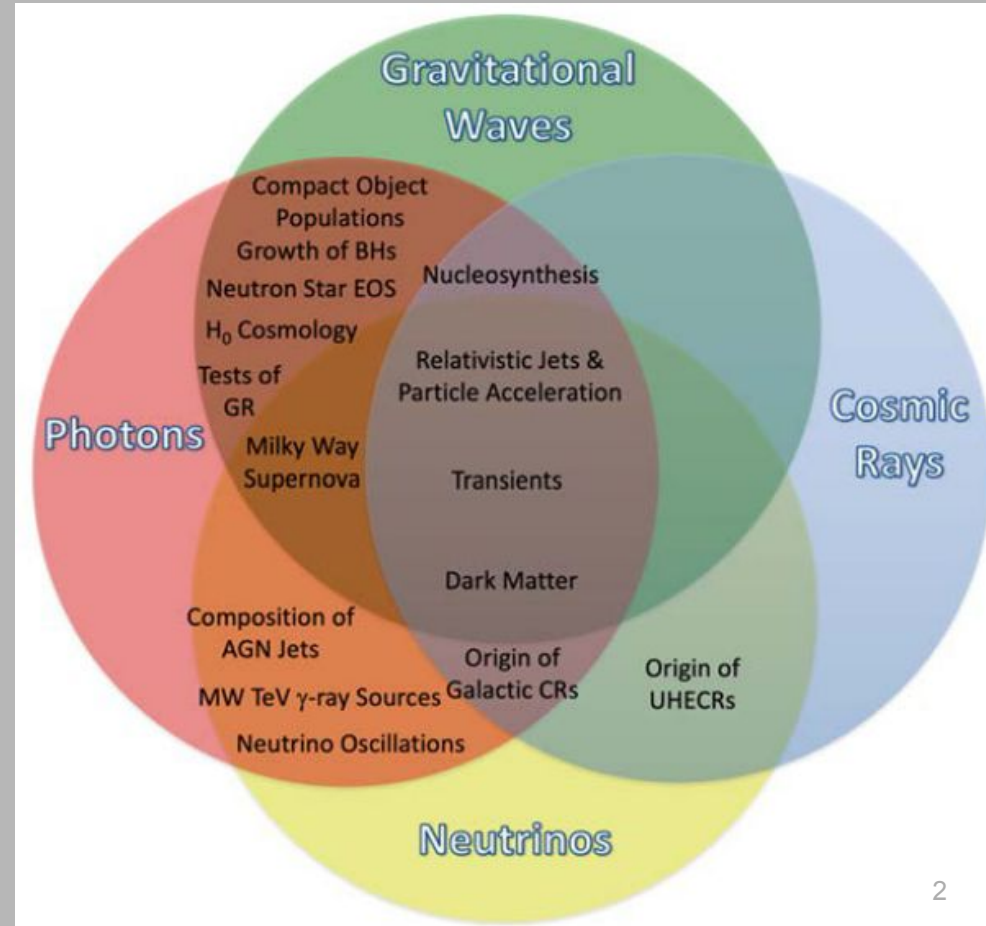 Gravitational
Waves
Compact Object
Populations
Growth of BHs
Neutron Star EOS
H₀ Cosmology
Tests of
GR
Milky Way
Supernova
Nucleosynthesis
Relativistic Jets &
Particle Acceleration
Transients
Dark Matter
Photons
Cosmic
Rays
Composition of
AGN Jets
MW TeV γ-ray Sources
Neutrino Oscillations
Origin of
Galactic CRs
Origin of
UHECRs
Neutrinos
2